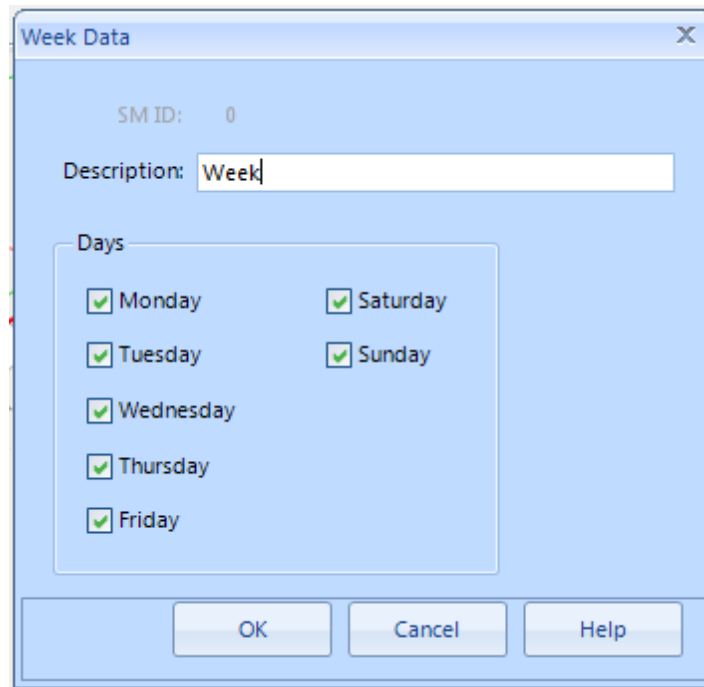 Week Data
SM ID: 0
Description: Week
Days
Monday
Tuesday
Wednesday
Thursday
Friday
Saturday
Sunday
OK Cancel Help